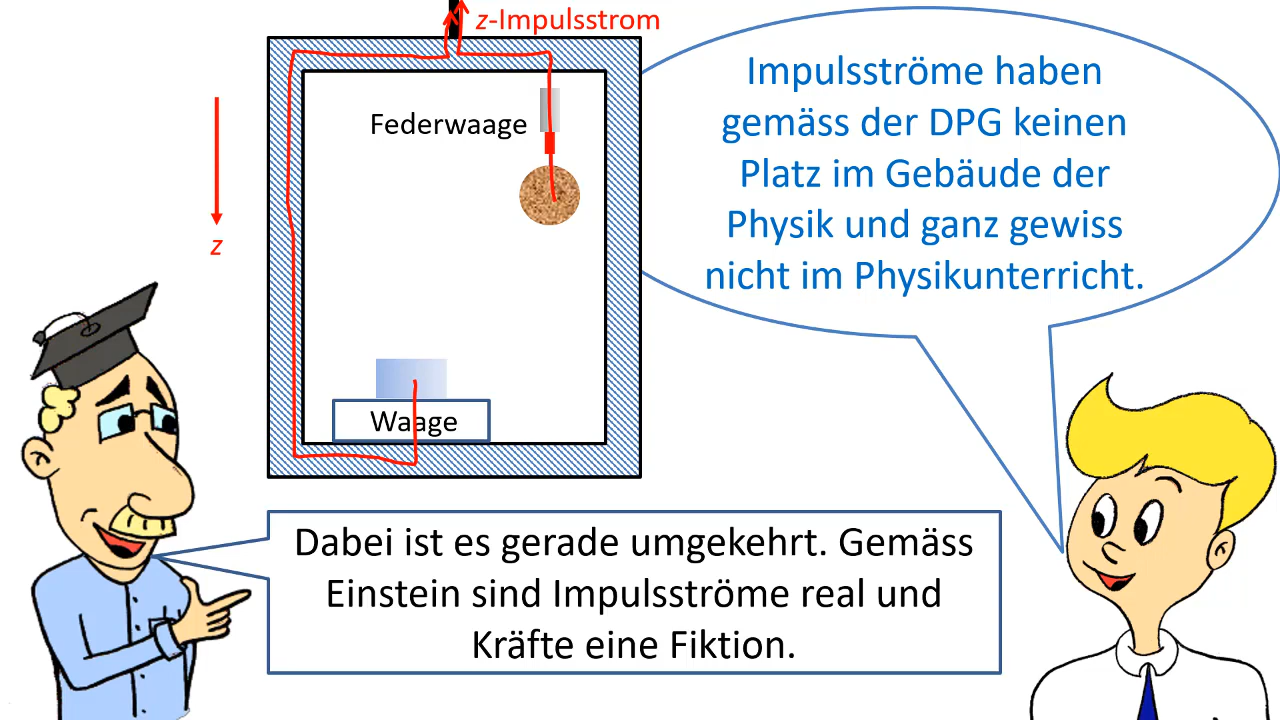 z-Impulsstrom
Impulsströme haben
gemäss der DPG keinen
Platz im Gebäude der
Physik und ganz gewiss
nicht im Physikunterricht.
Federwaage
z
Waage
Dabei ist es gerade umgekehrt. Gemäss
Einstein sind Impulsströme real und
Kräfte eine Fiktion.